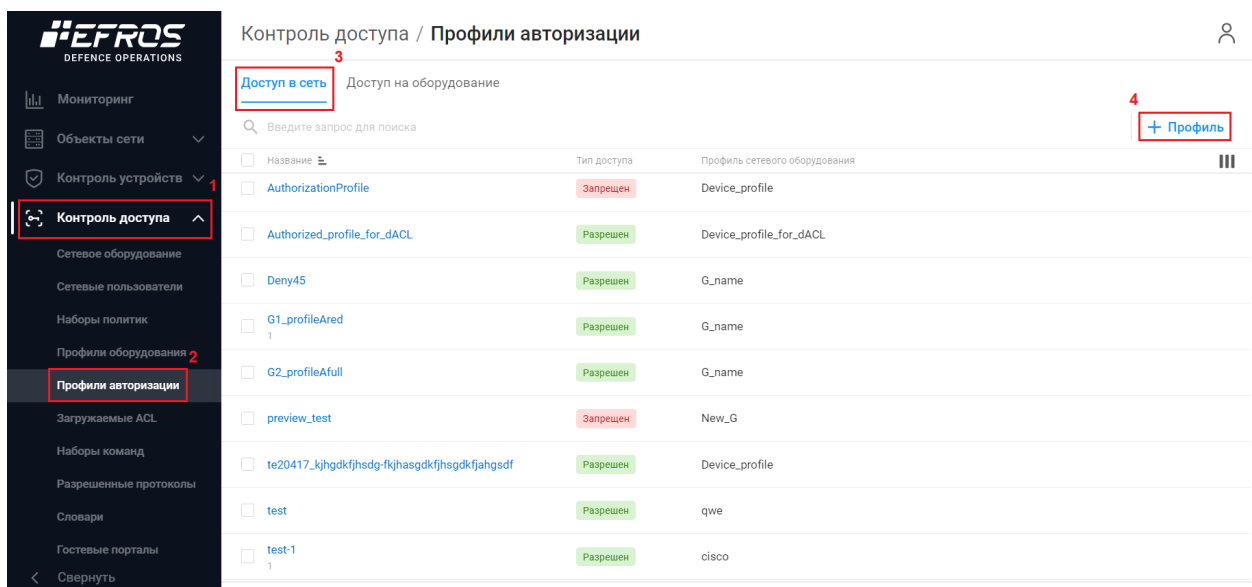 EFROS
DEFENCE OPERATIONS
Мониторинг
Объекты сети
Контроль устройств
1
Контроль доступа
Сетевое оборудование
Сетевые пользователи
Наборы политик
Профили оборудования
2
Профили авторизации
Загружаемые ACL
Наборы команд
Разрешенные протоколы
Словари
Гостевые порталы
Свернуть
Контроль доступа / Профили авторизации
3
Доступ в сеть Доступ на оборудование
4
Введите запрос для поиска + Профиль
Название Тип доступа Профиль сетевого оборудования
AuthorizationProfile Запрещен Device_profile
Authorized_profile_for_dACL Разрешен Device_profile_for_dACL
Deny45 Разрешен G_name
G1_profileAred Разрешен G_name
1
G2_profileAfull Разрешен G_name
preview_test Запрещен New_G
te20417_kjhgdkfjhsdg-fkjhasgdkfjhsgdkfjahgsdf Разрешен Device_profile
test Разрешен qwe
test-1 Разрешен cisco
1